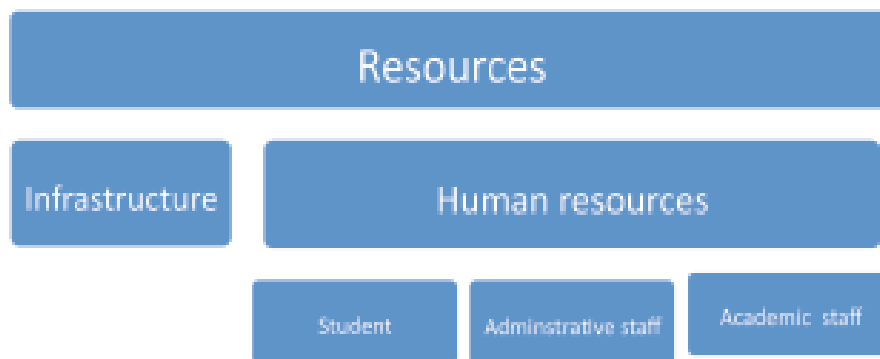 Resources
Infrastructure
Human resources
Student
Adminstrative staff
Academic staff